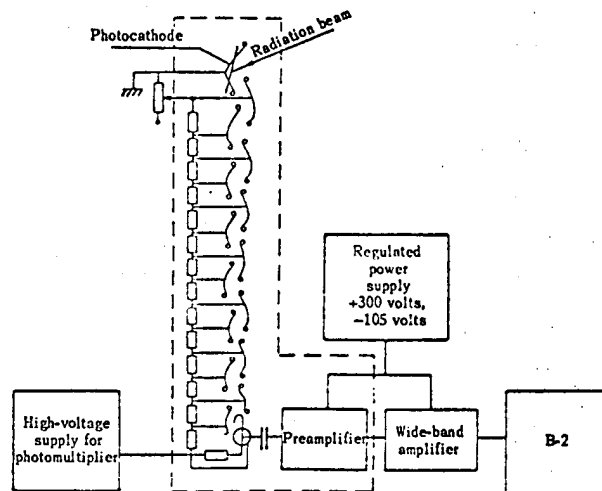 Photocathode
Radiation beam
Regulated
power
supply
+300 volts,
−105 volts
High-voltage
supply for
photomultiplier
Preamplifier
Wide-band
amplifier
B-2